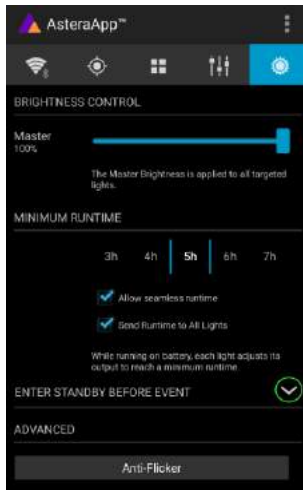 AsteraApp™
8
BRIGHTNESS CONTROL
Master
100%
The Master Brightness is applied to all targeted
lights.
MINIMUM RUNTIME
3h 4h 5h 6h 7h
Allow seamless runtime
Send Runtime to All Lights
While running on battery, each light adjusts its
output to reach a minimum runtime.
ENTER STANDBY BEFORE EVENT
ADVANCED
Anti-Flicker